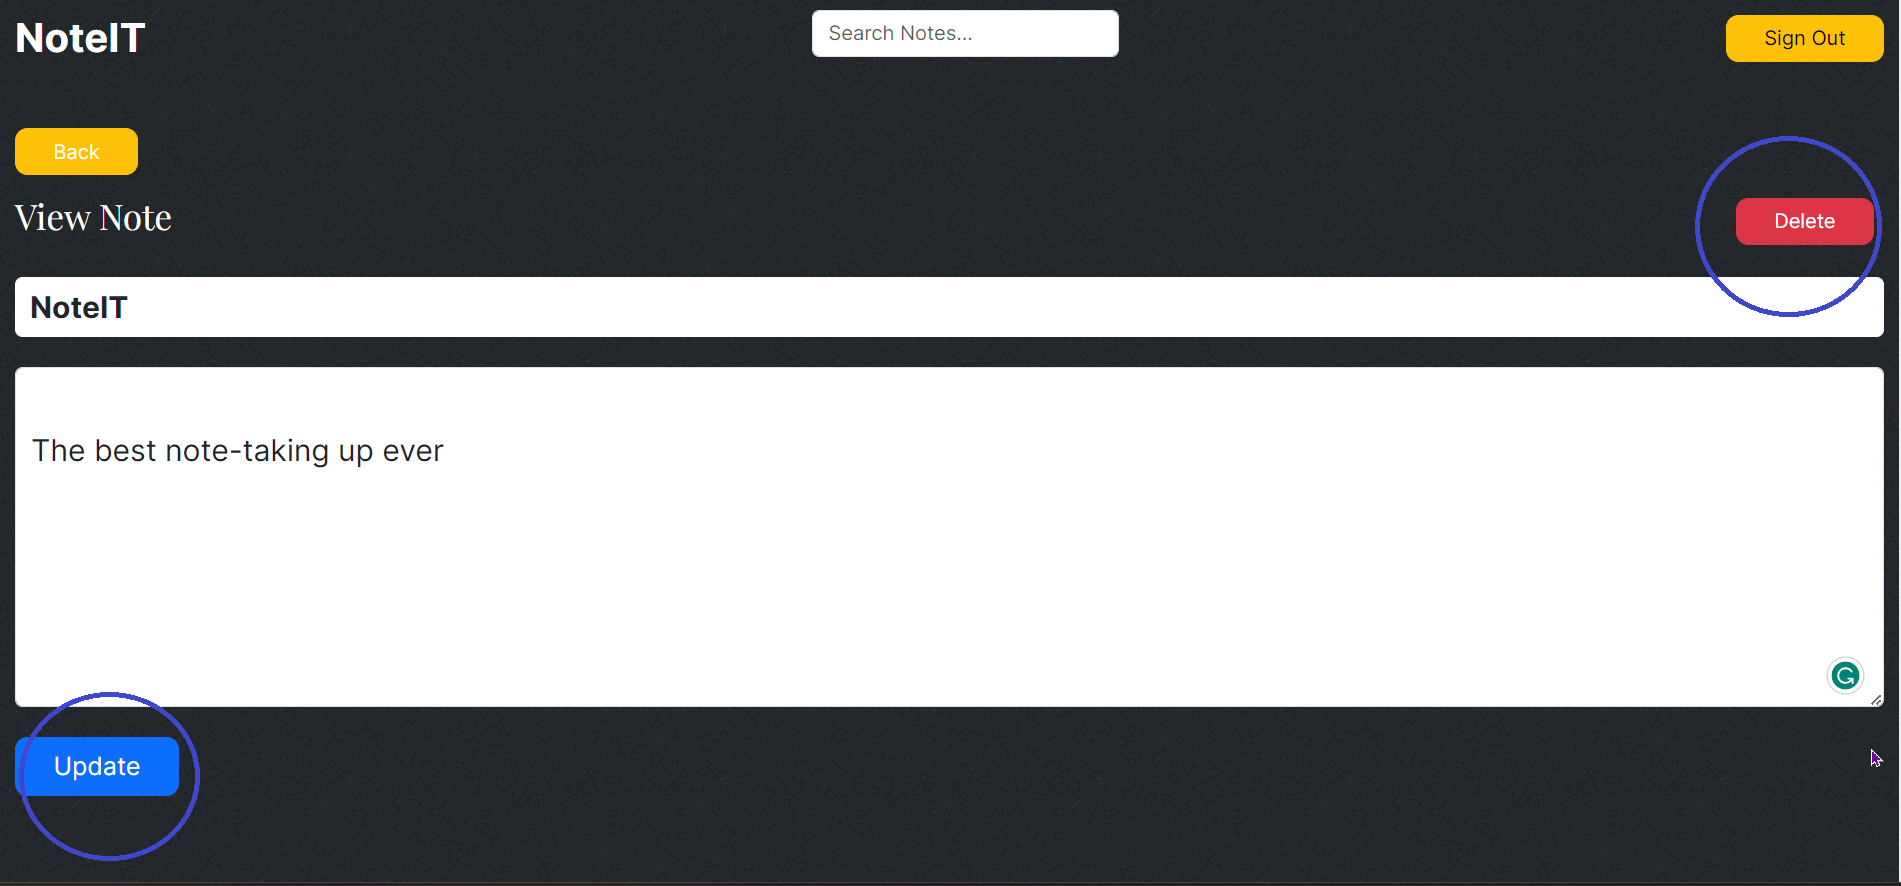 NoteIT
Search Notes...
Sign Out
Back
View Note
Delete
NoteIT
The best note-taking up ever
Update